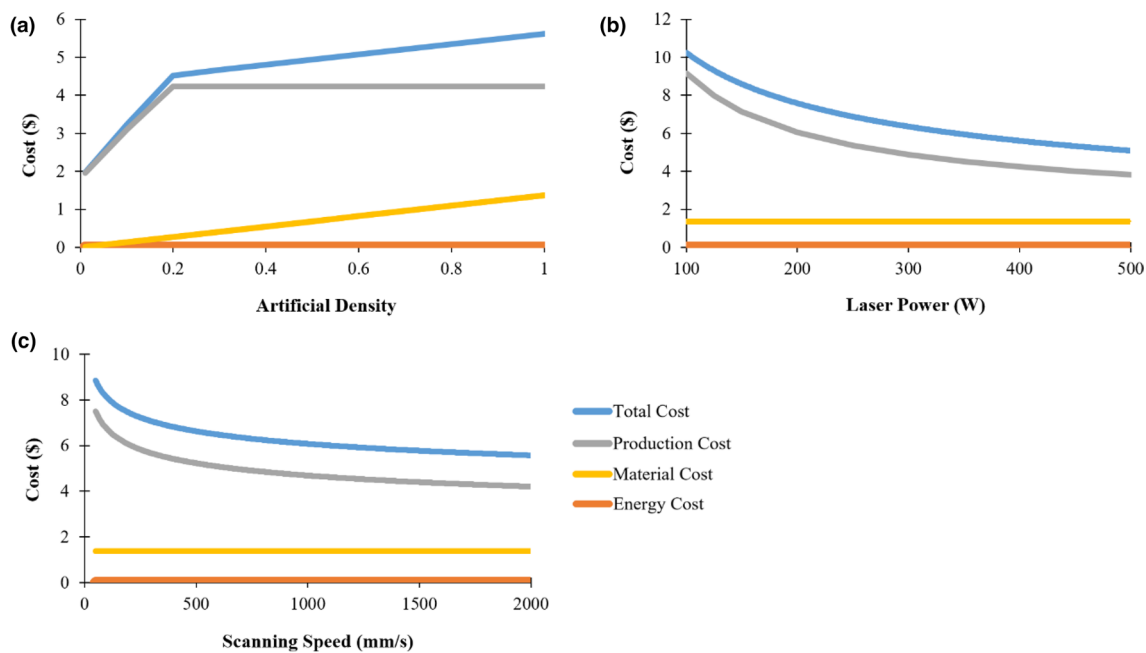 (a)
6
5
4
3
2
1
0
Cost ($)
0 0.2 0.4 0.6 0.8 1
Artificial Density
(b)
12
10
8
6
4
2
0
Cost ($)
100 200 300 400 500
Laser Power (W)
(c)
10
8
6
4
2
0
Cost ($)
0 500 1000 1500 2000
Scanning Speed (mm/s)
Total Cost
Production Cost
Material Cost
Energy Cost